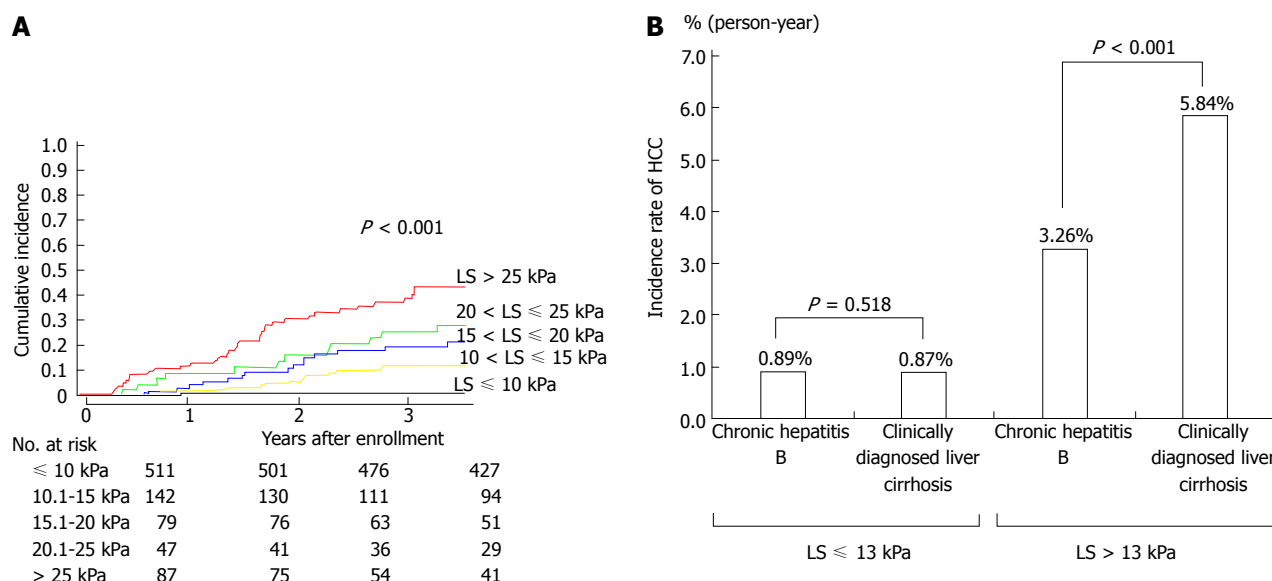 A
1.0
0.9
0.8
0.7
0.6
0.5
0.4
0.3
0.2
0.1
0
Cumulative incidence
P < 0.001
LS > 25 kPa
20 < LS ≤ 25 kPa
15 < LS ≤ 20 kPa
10 < LS ≤ 15 kPa
LS ≤ 10 kPa
0 1 2 3
Years after enrollment
No. at risk
≤ 10 kPa 511 501 476 427
10.1-15 kPa 142 130 111 94
15.1-20 kPa 79 76 63 51
20.1-25 kPa 47 41 36 29
> 25 kPa 87 75 54 41
B
% (person-year)
7.0
6.0
5.0
4.0
3.0
2.0
1.0
0.0
Incidence rate of HCC
P < 0.001
5.84%
3.26%
P = 0.518
0.89% 0.87%
Chronic hepatitis
B
Clinically
diagnosed liver
cirrhosis
Chronic hepatitis
B
Clinically
diagnosed liver
cirrhosis
LS ≤ 13 kPa LS > 13 kPa